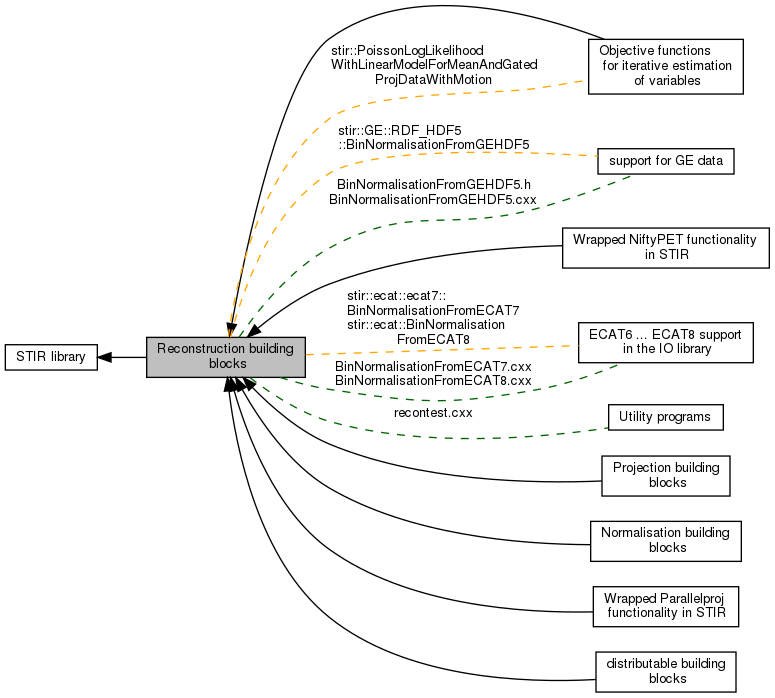 stir::PoissonLogLikelihood
WithLinearModelForMeanAndGated
ProjDataWithMotion
Objective functions
for iterative estimation
of variables
stir::GE::RDF_HDF5
::BinNormalisationFromGEHDF5
support for GE data
BinNormalisationFromGEHDF5.h
BinNormalisationFromGEHDF5.cxx
Wrapped NiftyPET functionality
in STIR
stir::ecat::ecat7::
BinNormalisationFromECAT7
stir::ecat::BinNormalisation
FromECAT8
ECAT6 ... ECAT8 support
in the IO library
STIR library
Reconstruction building
blocks
BinNormalisationFromECAT7.cxx
BinNormalisationFromECAT8.cxx
recontest.cxx
Utility programs
Projection building
blocks
Normalisation building
blocks
Wrapped Parallelproj
functionality in STIR
distributable building
blocks